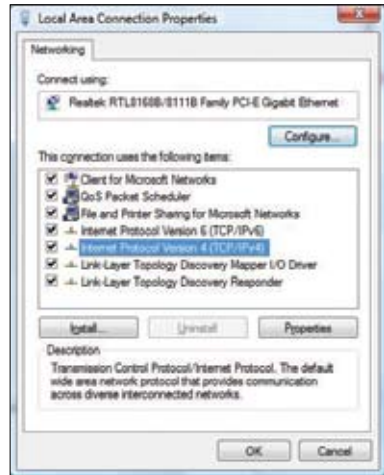 Local Area Connection Properties
Networking
Connect using:
Realtek RTL8168B/8111B Family PCI-E Gigabit Ethernet
Configure...
This connection uses the following items:
Client for Microsoft Networks
QoS Packet Scheduler
File and Printer Sharing for Microsoft Networks
Internet Protocol Version 6 (TCP/IPv6)
Internet Protocol Version 4 (TCP/IPv4)
Link-Layer Topology Discovery Mapper I/O Driver
Link-Layer Topology Discovery Responder
Install... Uninstall Properties
Description
Transmission Control Protocol/Internet Protocol. The default
wide area network protocol that provides communication
across diverse interconnected networks.
OK Cancel